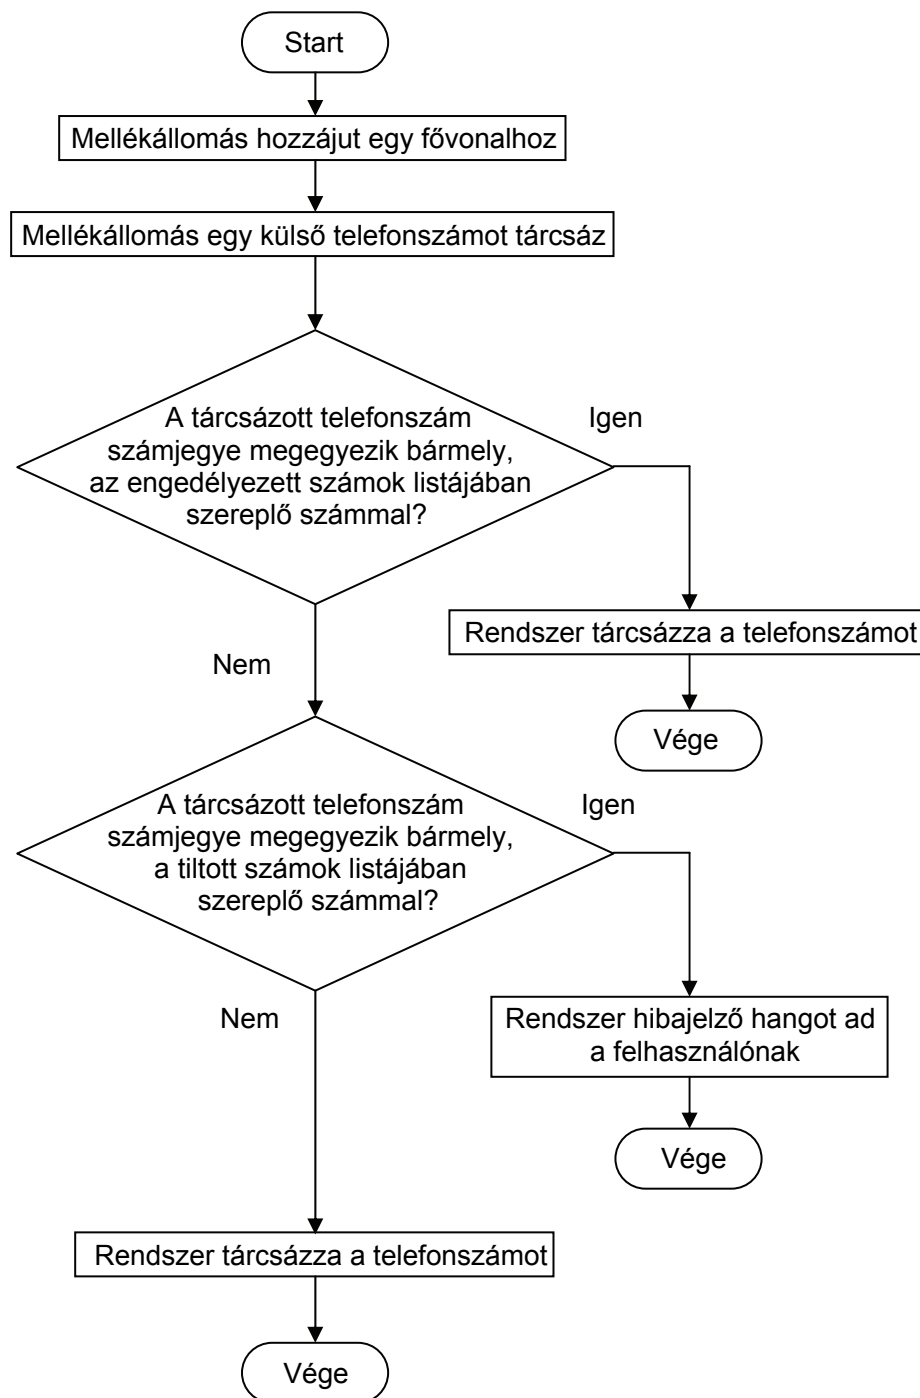 Start
Mellékállomás hozzájut egy fővonalhoz
Mellékállomás egy külső telefonszámot tárcsáz
A tárcsázott telefonszám
számjegye megegyezik bármely,
az engedélyezett számok listájában
szereplő számmal?
Igen
Rendszer tárcsázza a telefonszámot
Vége
Nem
A tárcsázott telefonszám
számjegye megegyezik bármely,
a tiltott számok listájában
szereplő számmal?
Igen
Rendszer hibajelző hangot ad
a felhasználónak
Vége
Nem
Rendszer tárcsázza a telefonszámot
Vége